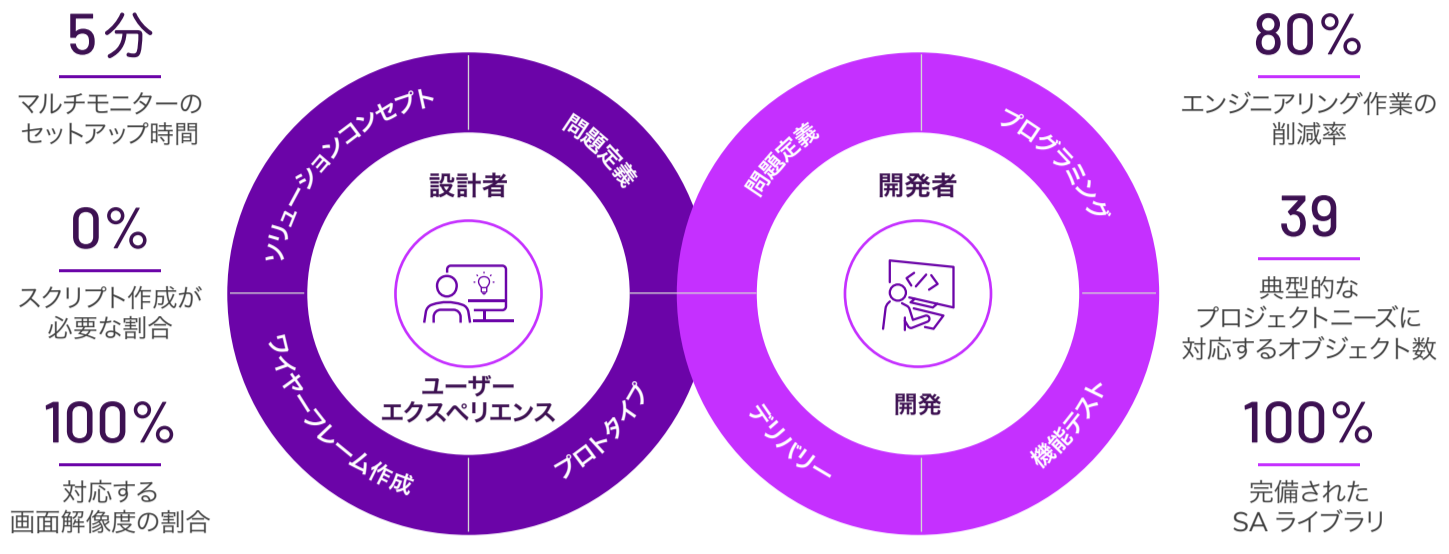 5分
マルチモニターの
セットアップ時間
0%
スクリプト作成が
必要な割合
100%
対応する
画面解像度の割合
ソリューションコンセプト
問題定義
設計者
ユーザー
エクスペリエンス
ワイヤーフレーム作成
プロトタイプ
問題定義
プログラミング
開発者
</>
開発
デリバリー
機能テスト
80%
エンジニアリング作業の
削減率
39
典型的な
プロジェクトニーズに
対応するオブジェクト数
100%
完備された
SA ライブラリ